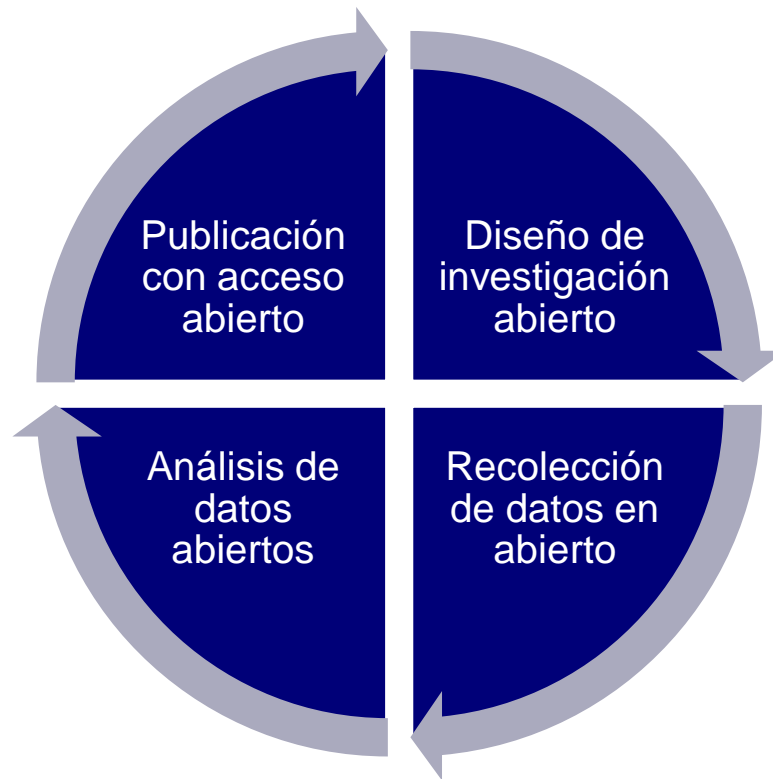 Publicación
con acceso
abierto
Diseño de
investigación
abierto
Análisis de
datos
abiertos
Recolección
de datos en
abierto